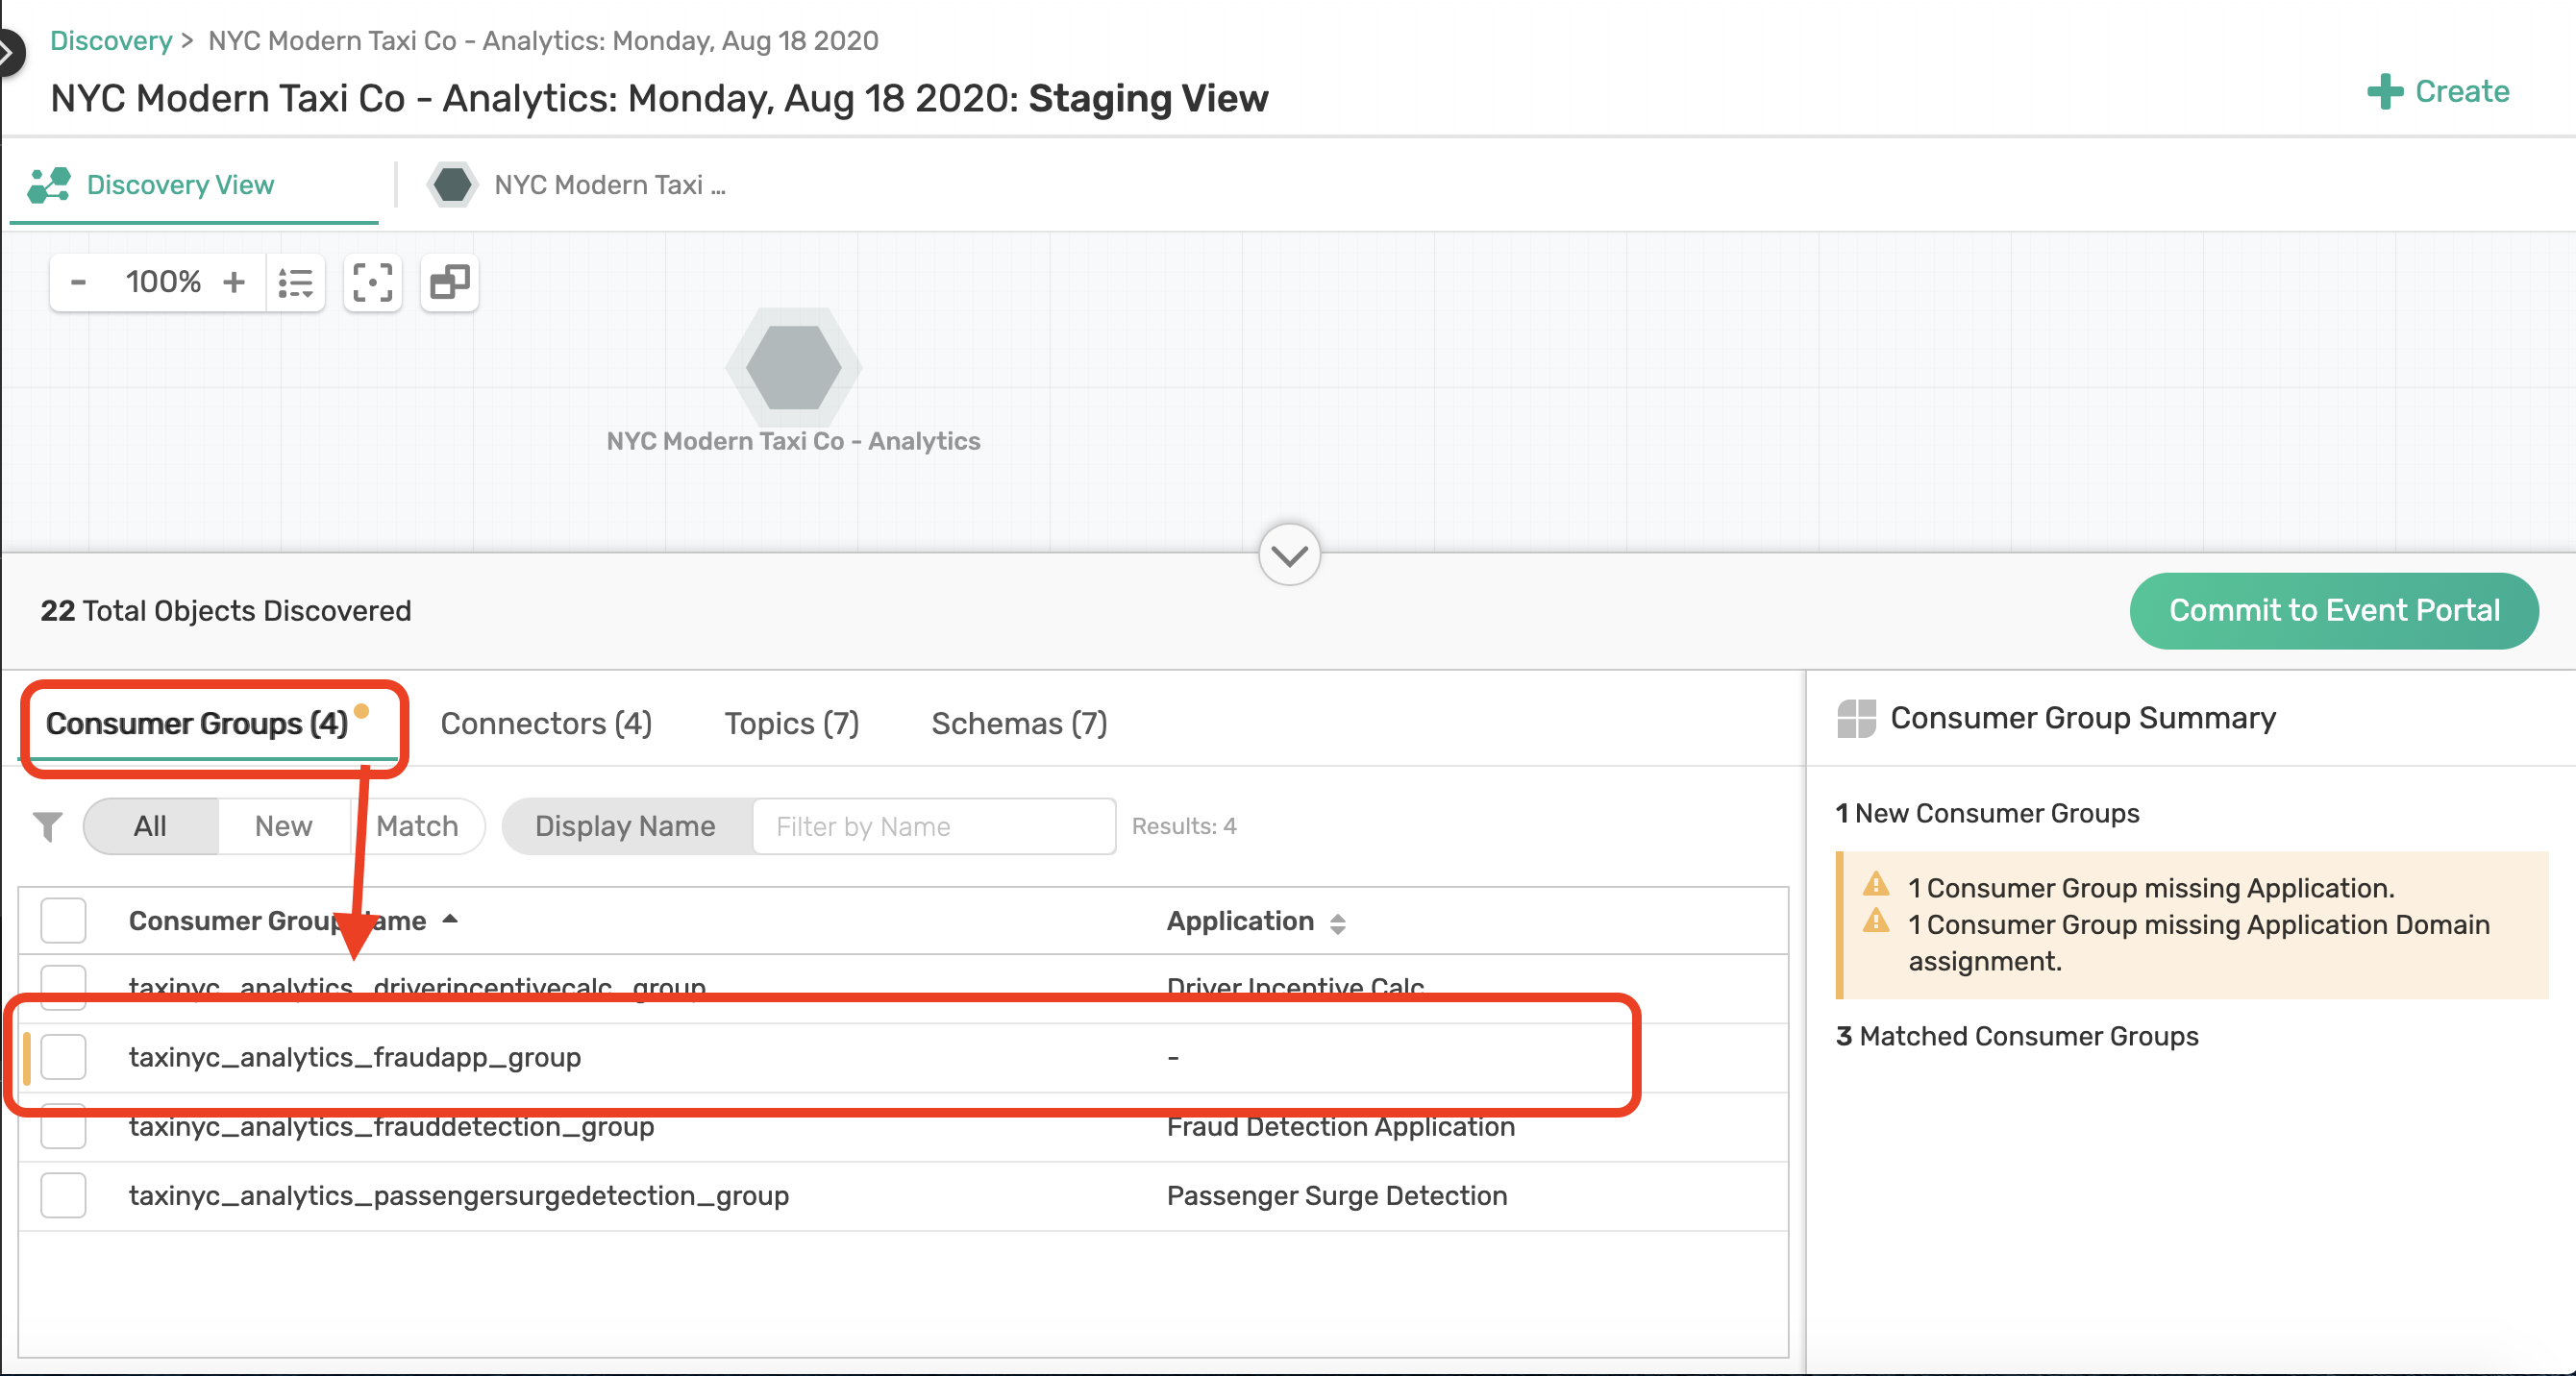 Discovery > NYC Modern Taxi Co - Analytics: Monday, Aug 18 2020
NYC Modern Taxi Co - Analytics: Monday, Aug 18 2020: Staging View
Create
Discovery View
NYC Modern Taxi ...
- 100% +
NYC Modern Taxi Co - Analytics
22 Total Objects Discovered
Commit to Event Portal
Consumer Groups (4)
Connectors (4)
Topics (7)
Schemas (7)
All
New
Match
Display Name
Filter by Name
Results: 4
Consumer Group Name
Application
taxinyc_analytics_driverincentivecalc_group
Driver Incentive Calc
taxinyc_analytics_fraudapp_group
-
taxinyc_analytics_frauddetection_group
Fraud Detection Application
taxinyc_analytics_passengersurgedetection_group
Passenger Surge Detection
Consumer Group Summary
1 New Consumer Groups
1 Consumer Group missing Application.
1 Consumer Group missing Application Domain
assignment.
3 Matched Consumer Groups